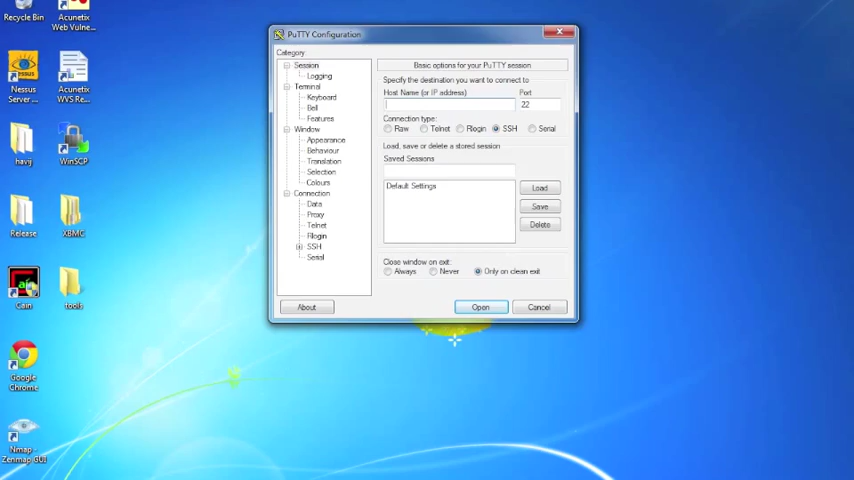 Recycle Bin
Acunetix
Web Vulne...
Nessus
Server ...
Acunetix
WVS Re...
havij
WinSCP
Release
XBMC
Cain
tools
Google
Chrome
Nmap -
Zenmap GUI
PuTTY Configuration
Category:
Session
Logging
Terminal
Keyboard
Bell
Features
Window
Appearance
Behaviour
Translation
Selection
Colours
Connection
Data
Proxy
Telnet
Rlogin
SSH
Serial
Basic options for your PuTTY session
Specify the destination you want to connect to
Host Name (or IP address) Port
22
Connection type:
Raw Telnet Rlogin SSH Serial
Load, save or delete a stored session
Saved Sessions
Default Settings
Load
Save
Delete
Close window on exit:
Always Never Only on clean exit
About Open Cancel